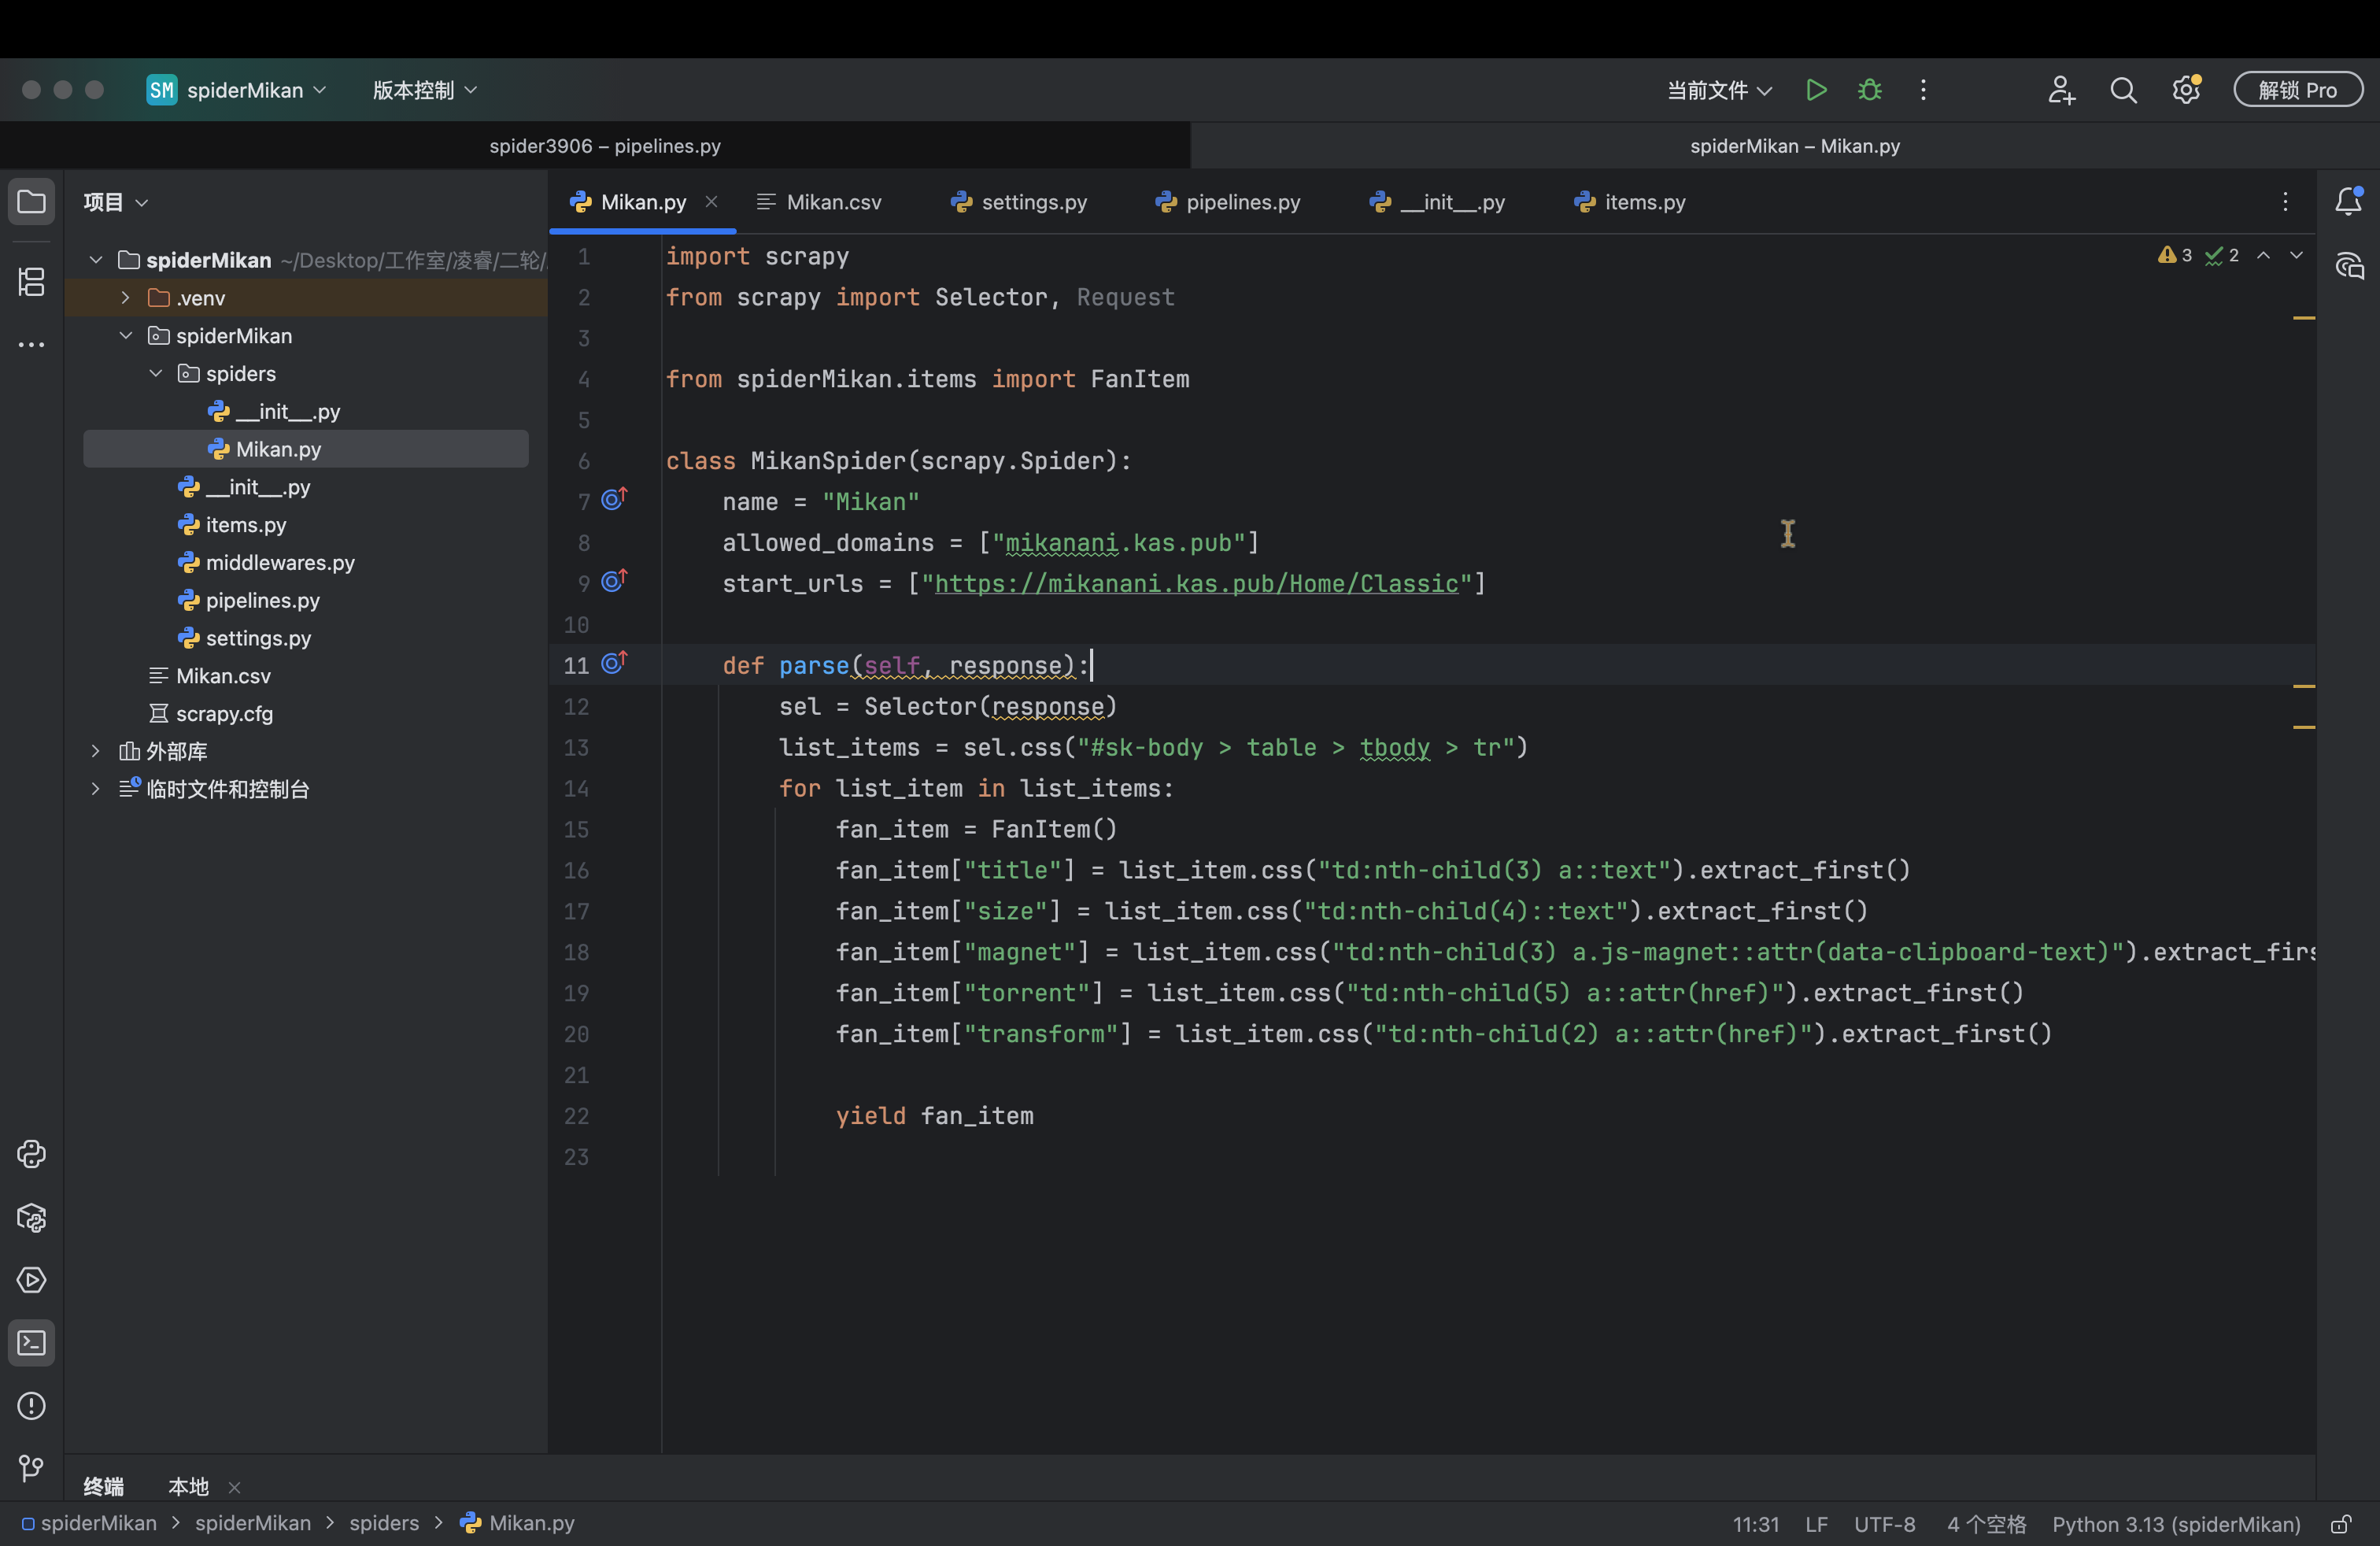 SM spiderMikan 版本控制 当前文件 解锁 Pro
spider3906 – pipelines.py spiderMikan – Mikan.py
项目
Mikan.py Mikan.csv settings.py pipelines.py __init__.py items.py
spiderMikan ~/Desktop/工作室/凌睿/二轮/
.venv
spiderMikan
spiders
__init__.py
Mikan.py
__init__.py
items.py
middlewares.py
pipelines.py
settings.py
Mikan.csv
scrapy.cfg
外部库
临时文件和控制台
3 2
1 import scrapy
2 from scrapy import Selector, Request
3
4 from spiderMikan.items import FanItem
5
6 class MikanSpider(scrapy.Spider):
7     name = "Mikan"
8     allowed_domains = ["mikanani.kas.pub"]
9     start_urls = ["https://mikanani.kas.pub/Home/Classic"]
10
11     def parse(self, response):
12         sel = Selector(response)
13         list_items = sel.css("#sk-body > table > tbody > tr")
14         for list_item in list_items:
15             fan_item = FanItem()
16             fan_item["title"] = list_item.css("td:nth-child(3) a::text").extract_first()
17             fan_item["size"] = list_item.css("td:nth-child(4)::text").extract_first()
18             fan_item["magnet"] = list_item.css("td:nth-child(3) a.js-magnet::attr(data-clipboard-text)").extract_firs
19             fan_item["torrent"] = list_item.css("td:nth-child(5) a::attr(href)").extract_first()
20             fan_item["transform"] = list_item.css("td:nth-child(2) a::attr(href)").extract_first()
21
22             yield fan_item
23
终端 本地
spiderMikan > spiderMikan > spiders > Mikan.py 11:31 LF UTF-8 4 个空格 Python 3.13 (spiderMikan)